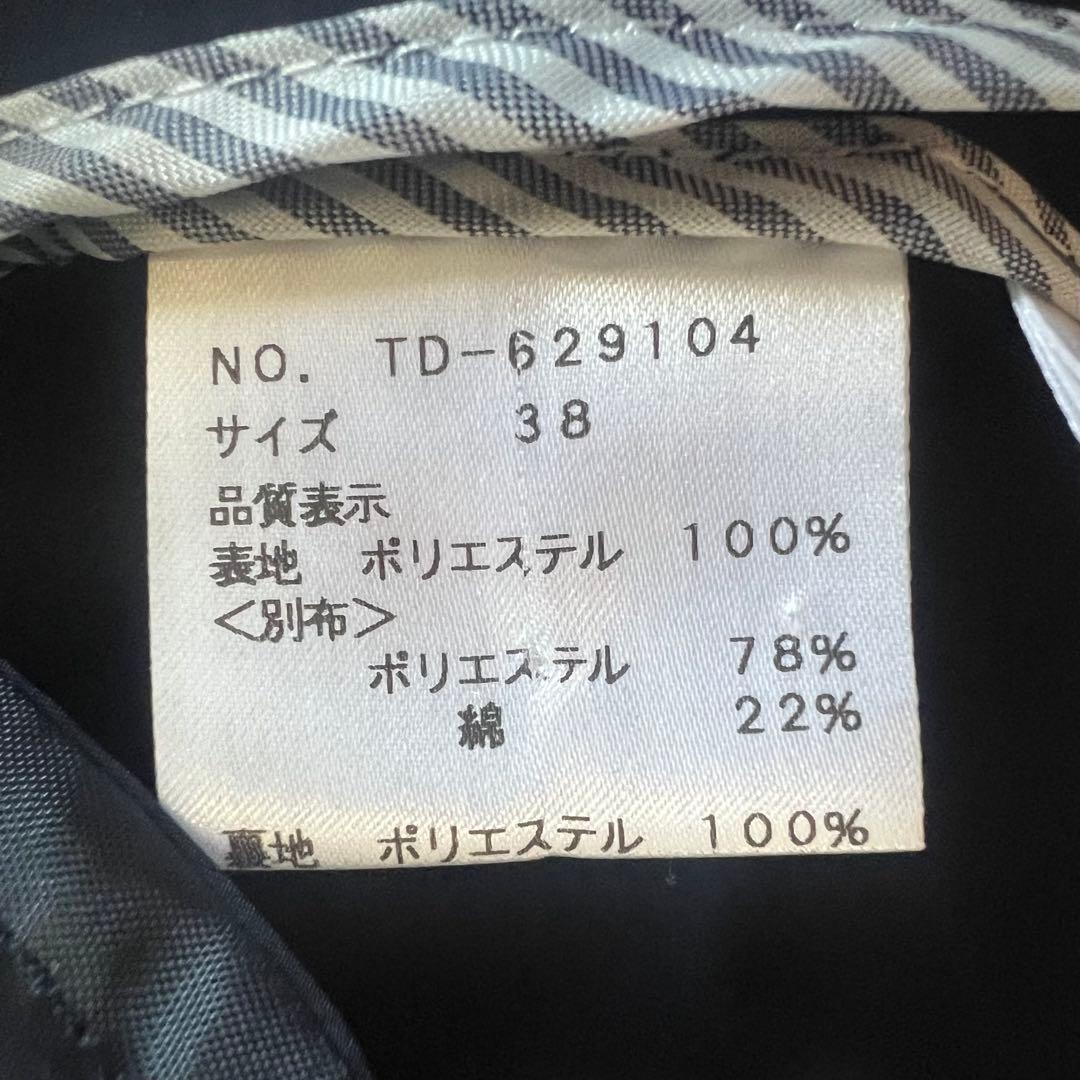 NO. TD-629104
サイズ 38
品質表示
表地 ポリエステル 100%
<別布>
ポリエステル 78%
綿 22%
裏地 ポリエステル 100%